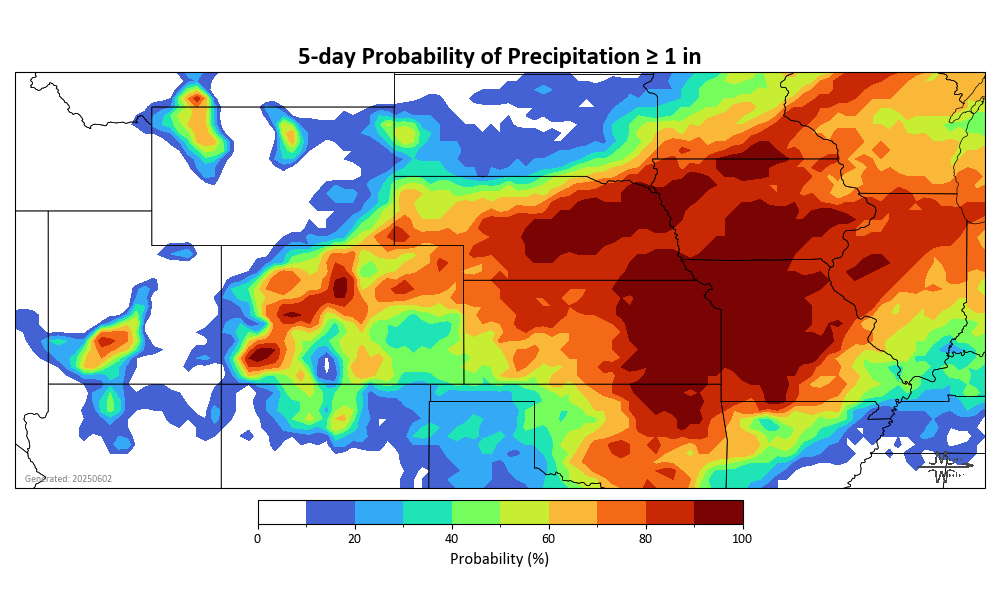 5-day Probability of Precipitation ≥ 1 in
Generated: 20250602
0 20 40 60 80 100
Probability (%)